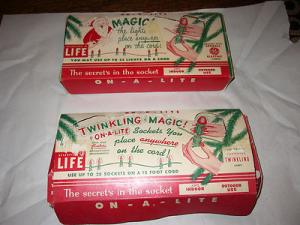 MAGIC!
The lights
place anywhere
on the cord!
LIFE
YOU MAY USE UP TO 25 LIGHTS ON A CORD
INDOOR
The secret's in the socket
ON-A-LITE
ON-A-LITE
TWINKLING MAGIC!
ON-A-LITE Sockets You
place anywhere
on the cord!
TWINKLING
LIFE
USE UP TO 25 SOCKETS ON A 15 FOOT CORD
The secret's in the socket
INDOOR
OUTDOOR
USE
ON-A-LITE